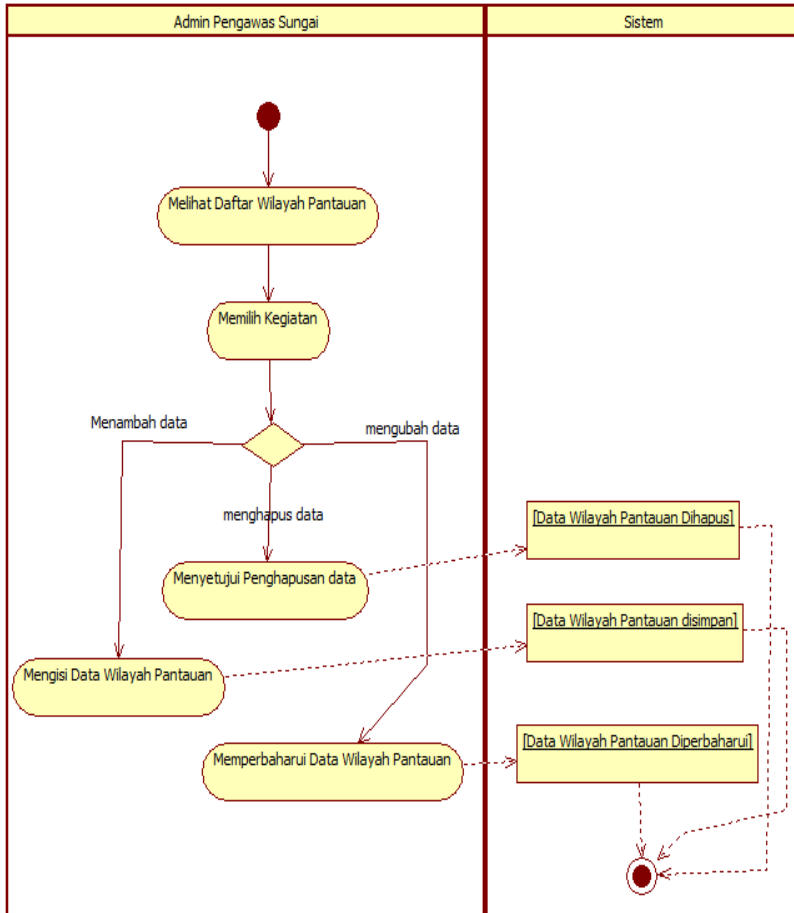 Admin Pengawas Sungai
Sistem
Melihat Daftar Wilayah Pantauan
Memilih Kegiatan
Menambah data
mengubah data
menghapus data
[Data Wilayah Pantauan Dihapus]
Menyetujui Penghapusan data
[Data Wilayah Pantauan disimpan]
Mengisi Data Wilayah Pantauan
[Data Wilayah Pantauan Diperbaharui]
Memperbaharui Data Wilayah Pantauan